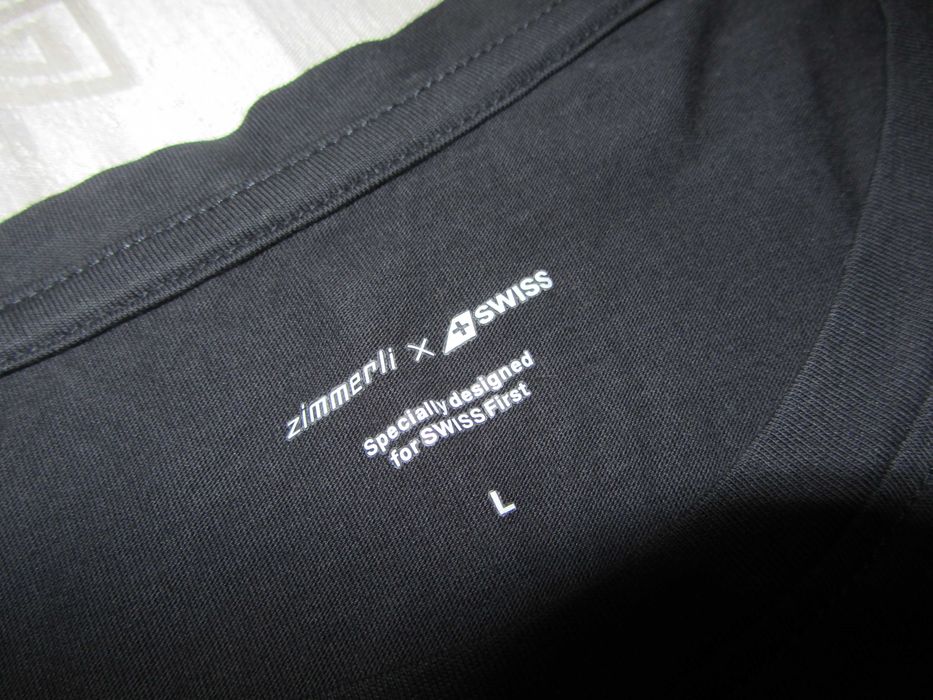 zimmerli x SWISS
Specially designed
for SWISS First
L